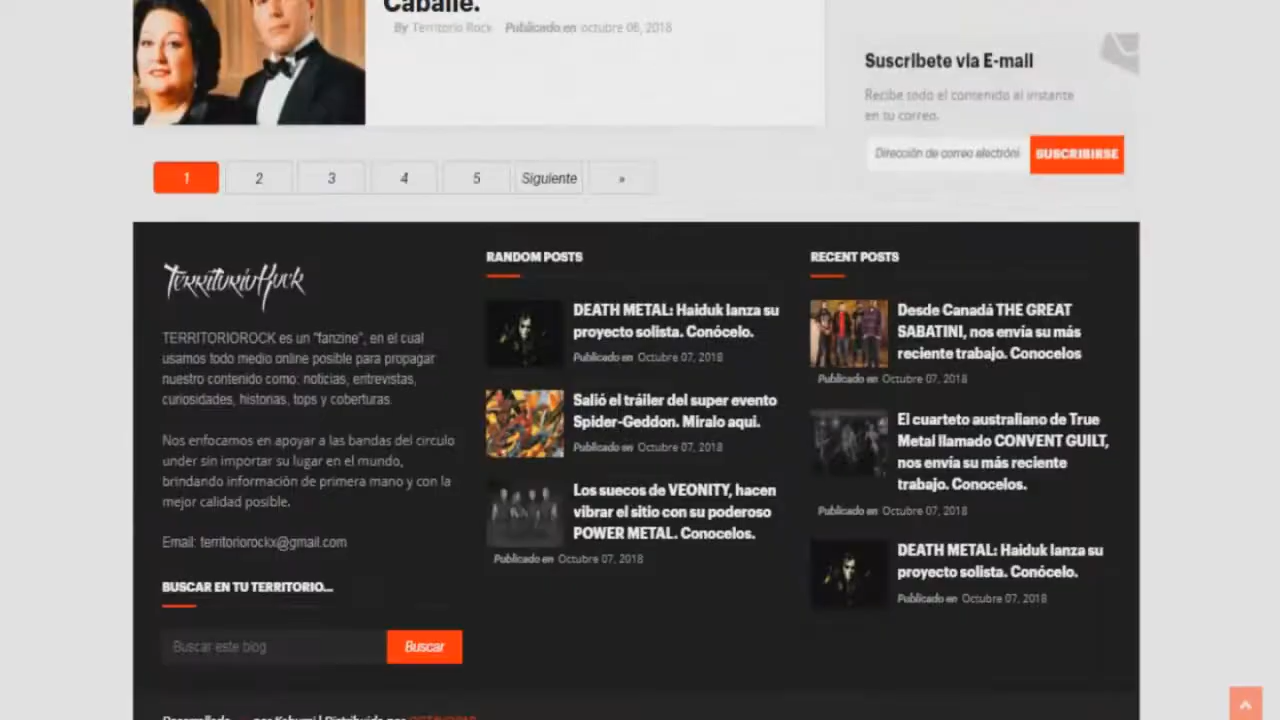 Caballé.
By Territorio Rock Publicado en octubre 06, 2018
Suscribete via E-mail
Recibe todo el contenido al instante
en tu correo.
Dirección de correo electróni
SUSCRIBIRSE
1 2 3 4 5 Siguiente »
TerritorioRock
TERRITORIOROCK es un "fanzine", en el cual
usamos todo medio online posible para propagar
nuestro contenido como: noticias, entrevistas,
curiosidades, historias, tops y coberturas.
Nos enfocamos en apoyar a las bandas del circulo
under sin importar su lugar en el mundo,
brindando información de primera mano y con la
mejor calidad posible.
Email: territoriorockx@gmail.com
BUSCAR EN TU TERRITORIO...
Buscar este blog
Buscar
RANDOM POSTS
DEATH METAL: Haiduk lanza su
proyecto solista. Conócelo.
Publicado en Octubre 07, 2018
Salió el tráiler del super evento
Spider-Geddon. Miralo aqui.
Publicado en Octubre 07, 2018
Los suecos de VEONITY, hacen
vibrar el sitio con su poderoso
POWER METAL. Conocelos.
Publicado en Octubre 07, 2018
RECENT POSTS
Desde Canadá THE GREAT
SABATINI, nos envía su más
reciente trabajo. Conocelos
Publicado en Octubre 07, 2018
El cuarteto australiano de True
Metal llamado CONVENT GUILT,
nos envia su más reciente
trabajo. Conocelos.
Publicado en Octubre 07, 2018
DEATH METAL: Haiduk lanza su
proyecto solista. Conócelo.
Publicado en Octubre 07, 2018